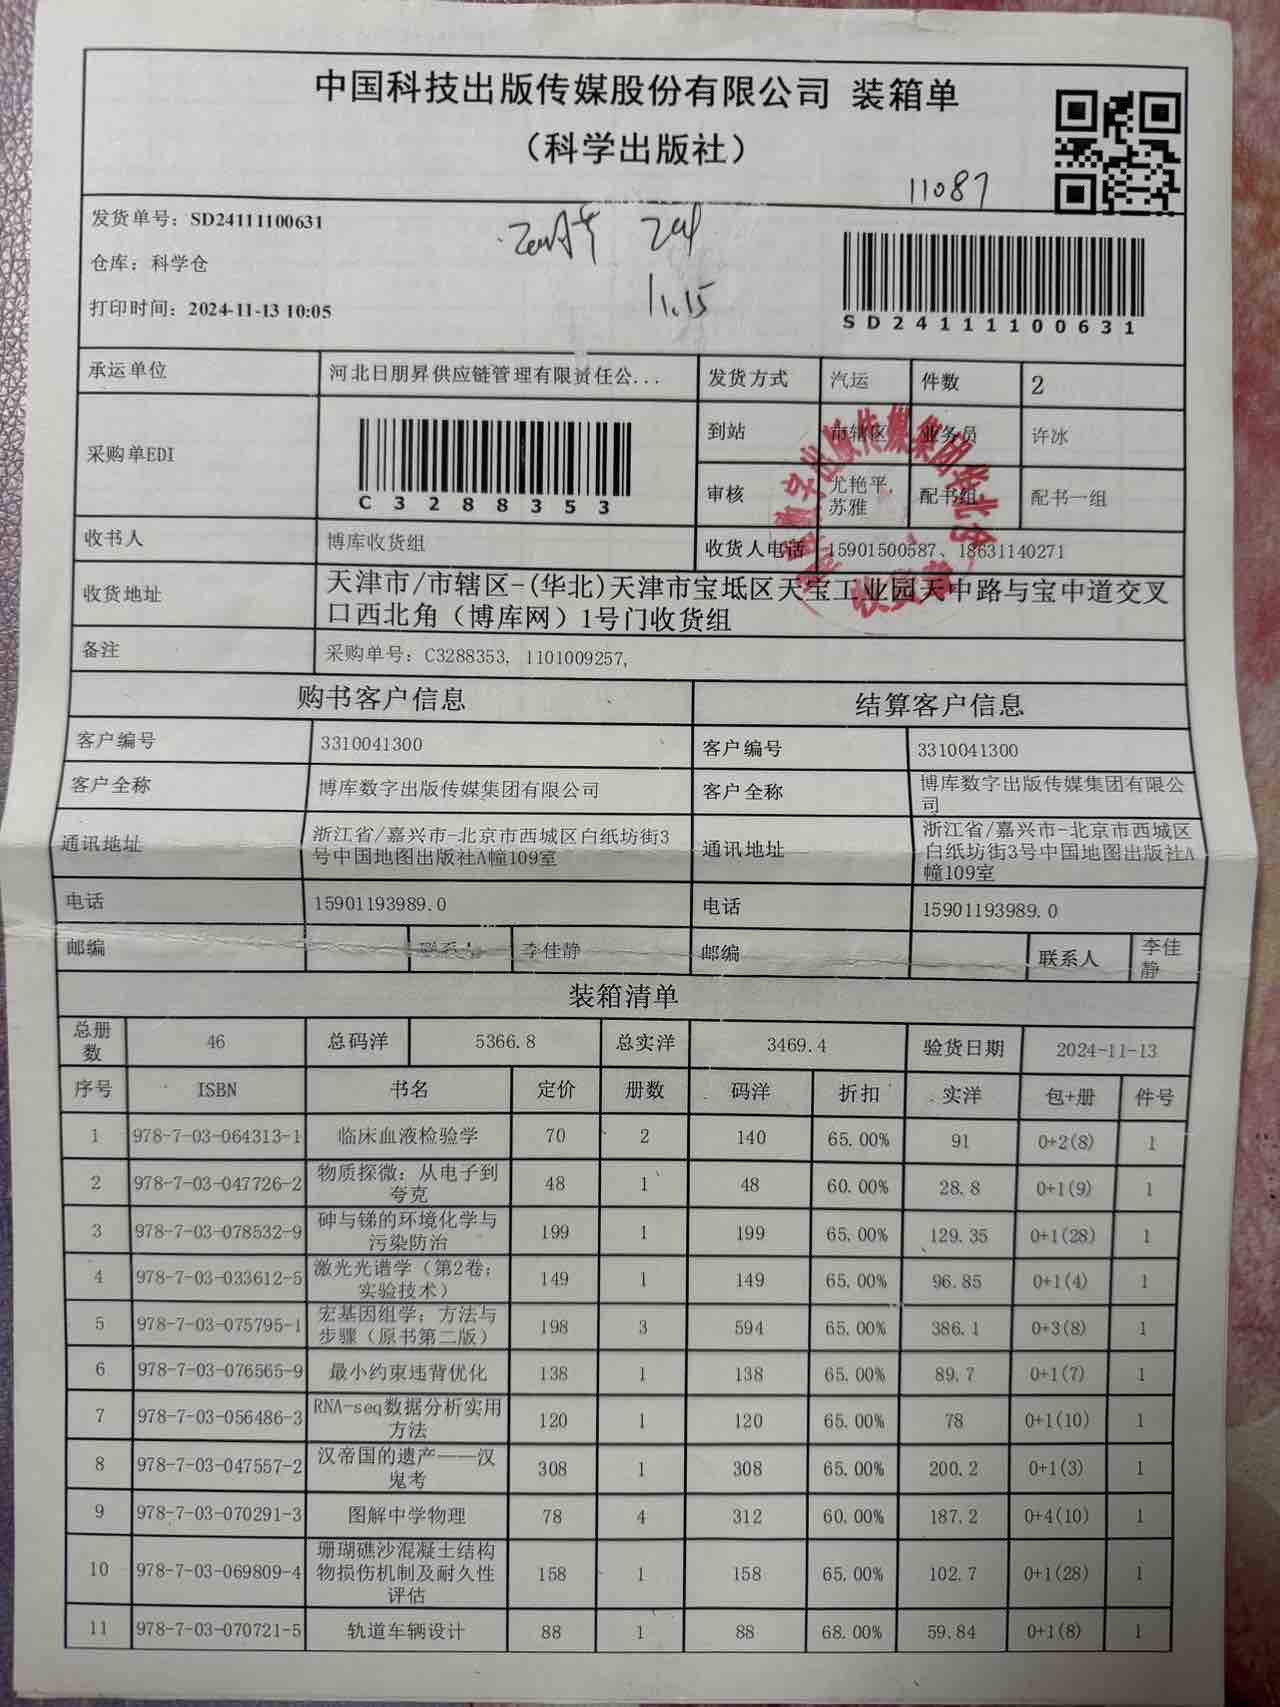 中国科技出版传媒股份有限公司 装箱单
（科学出版社）
11087
发货单号：SD24111100631
仓库：科学仓
打印时间：2024-11-13 10:05
11.15
SD24111100631
承运单位 河北日朋昇供应链管理有限责任公... 发货方式 汽运 件数 2
采购单EDI C3288353 到站 市辖区 业务员 许冰
审核 尤艳平,苏雅 配书组 配书一组
收书人 博库收货组 收货人电话 15901500587、18631140271
收货地址 天津市/市辖区-(华北)天津市宝坻区天宝工业园天中路与宝中道交叉
口西北角（博库网）1号门收货组
备注 采购单号：C3288353, 1101009257,
购书客户信息 结算客户信息
客户编号 3310041300 客户编号 3310041300
客户全称 博库数字出版传媒集团有限公司 客户全称 博库数字出版传媒集团有限公司
通讯地址 浙江省/嘉兴市-北京市西城区白纸坊街3号中国地图出版社A幢109室 通讯地址 浙江省/嘉兴市-北京市西城区白纸坊街3号中国地图出版社A幢109室
电话 15901193989.0 电话 15901193989.0
邮编 联系人 李佳静 邮编 联系人 李佳静
装箱清单
总册数 46 总码洋 5366.8 总实洋 3469.4 验货日期 2024-11-13
序号 ISBN 书名 定价 册数 码洋 折扣 实洋 包+册 件号
1 978-7-03-064313-1 临床血液检验学 70 2 140 65.00% 91 0+2(8) 1
2 978-7-03-047726-2 物质探微：从电子到夸克 48 1 48 60.00% 28.8 0+1(9) 1
3 978-7-03-078532-9 砷与锑的环境化学与污染防治 199 1 199 65.00% 129.35 0+1(28) 1
4 978-7-03-033612-5 激光光谱学（第2卷：实验技术） 149 1 149 65.00% 96.85 0+1(4) 1
5 978-7-03-075795-1 宏基因组学：方法与步骤（原书第二版） 198 3 594 65.00% 386.1 0+3(8) 1
6 978-7-03-076565-9 最小约束违背优化 138 1 138 65.00% 89.7 0+1(7) 1
7 978-7-03-056486-3 RNA-seq数据分析实用方法 120 1 120 65.00% 78 0+1(10) 1
8 978-7-03-047557-2 汉帝国的遗产——汉鬼考 308 1 308 65.00% 200.2 0+1(3) 1
9 978-7-03-070291-3 图解中学物理 78 4 312 60.00% 187.2 0+4(10) 1
10 978-7-03-069809-4 珊瑚礁沙混凝土结构物损伤机制及耐久性评估 158 1 158 65.00% 102.7 0+1(28) 1
11 978-7-03-070721-5 轨道车辆设计 88 1 88 68.00% 59.84 0+1(8) 1